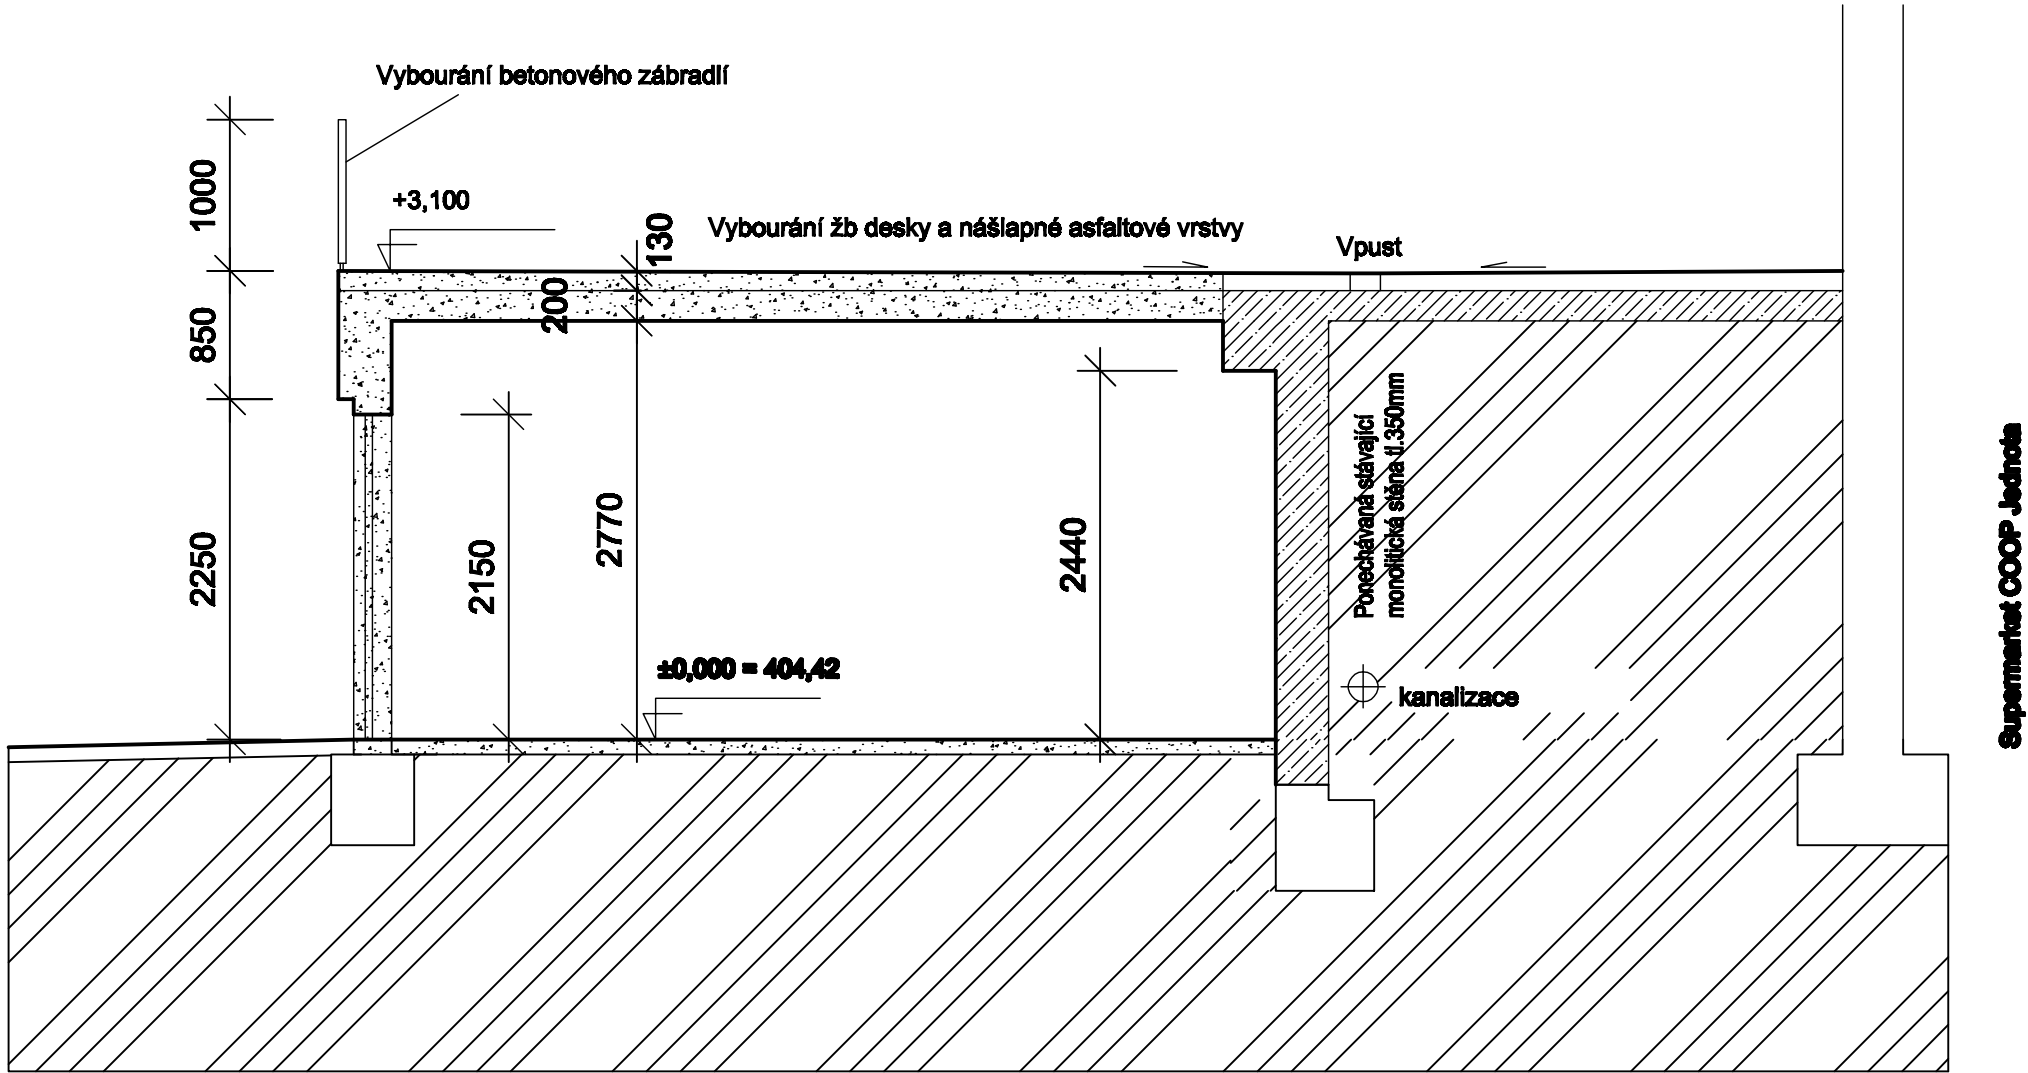 Vybourání betonového zábradlí
1000
+3,100
130
Vybourání žb desky a nášlapné asfaltové vrstvy
Vpust
200
850
2250
2150
2770
2440
Ponechávaná stávající
monolitická stěna tl.350mm
±0,000 = 404,42
kanalizace
Supermarket COOP Jednota